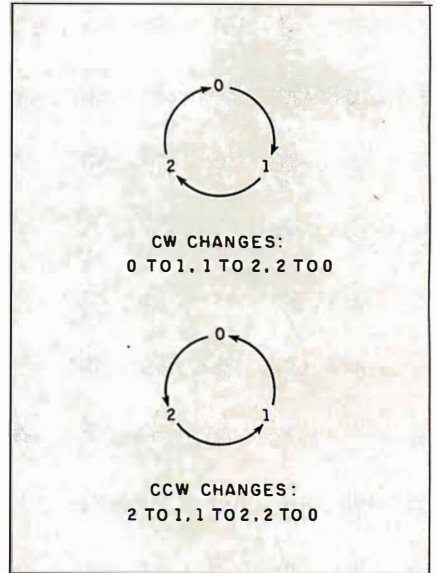 0
2 1
CW CHANGES:
0 TO 1, 1 TO 2, 2 TO 0
0
2 1
CCW CHANGES:
2 TO 1, 1 TO 2, 2 TO 0